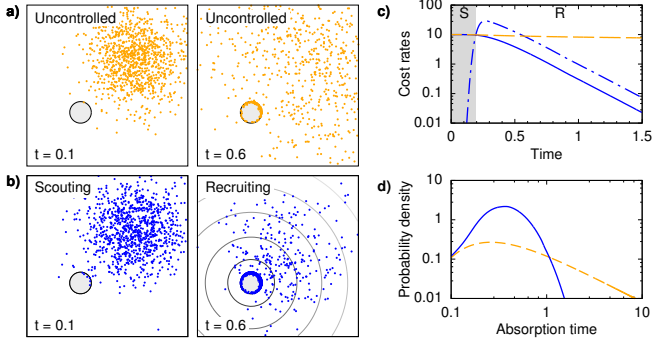 a)
Uncontrolled
t = 0.1
Uncontrolled
t = 0.6
b)
Scouting
t = 0.1
Recruiting
t = 0.6
c)
Cost rates
100
10
1
0.1
0.01
S
R
0
0.5
1
1.5
Time
d)
Probability density
10
1
0.1
0.01
0.1
1
10
Absorption time